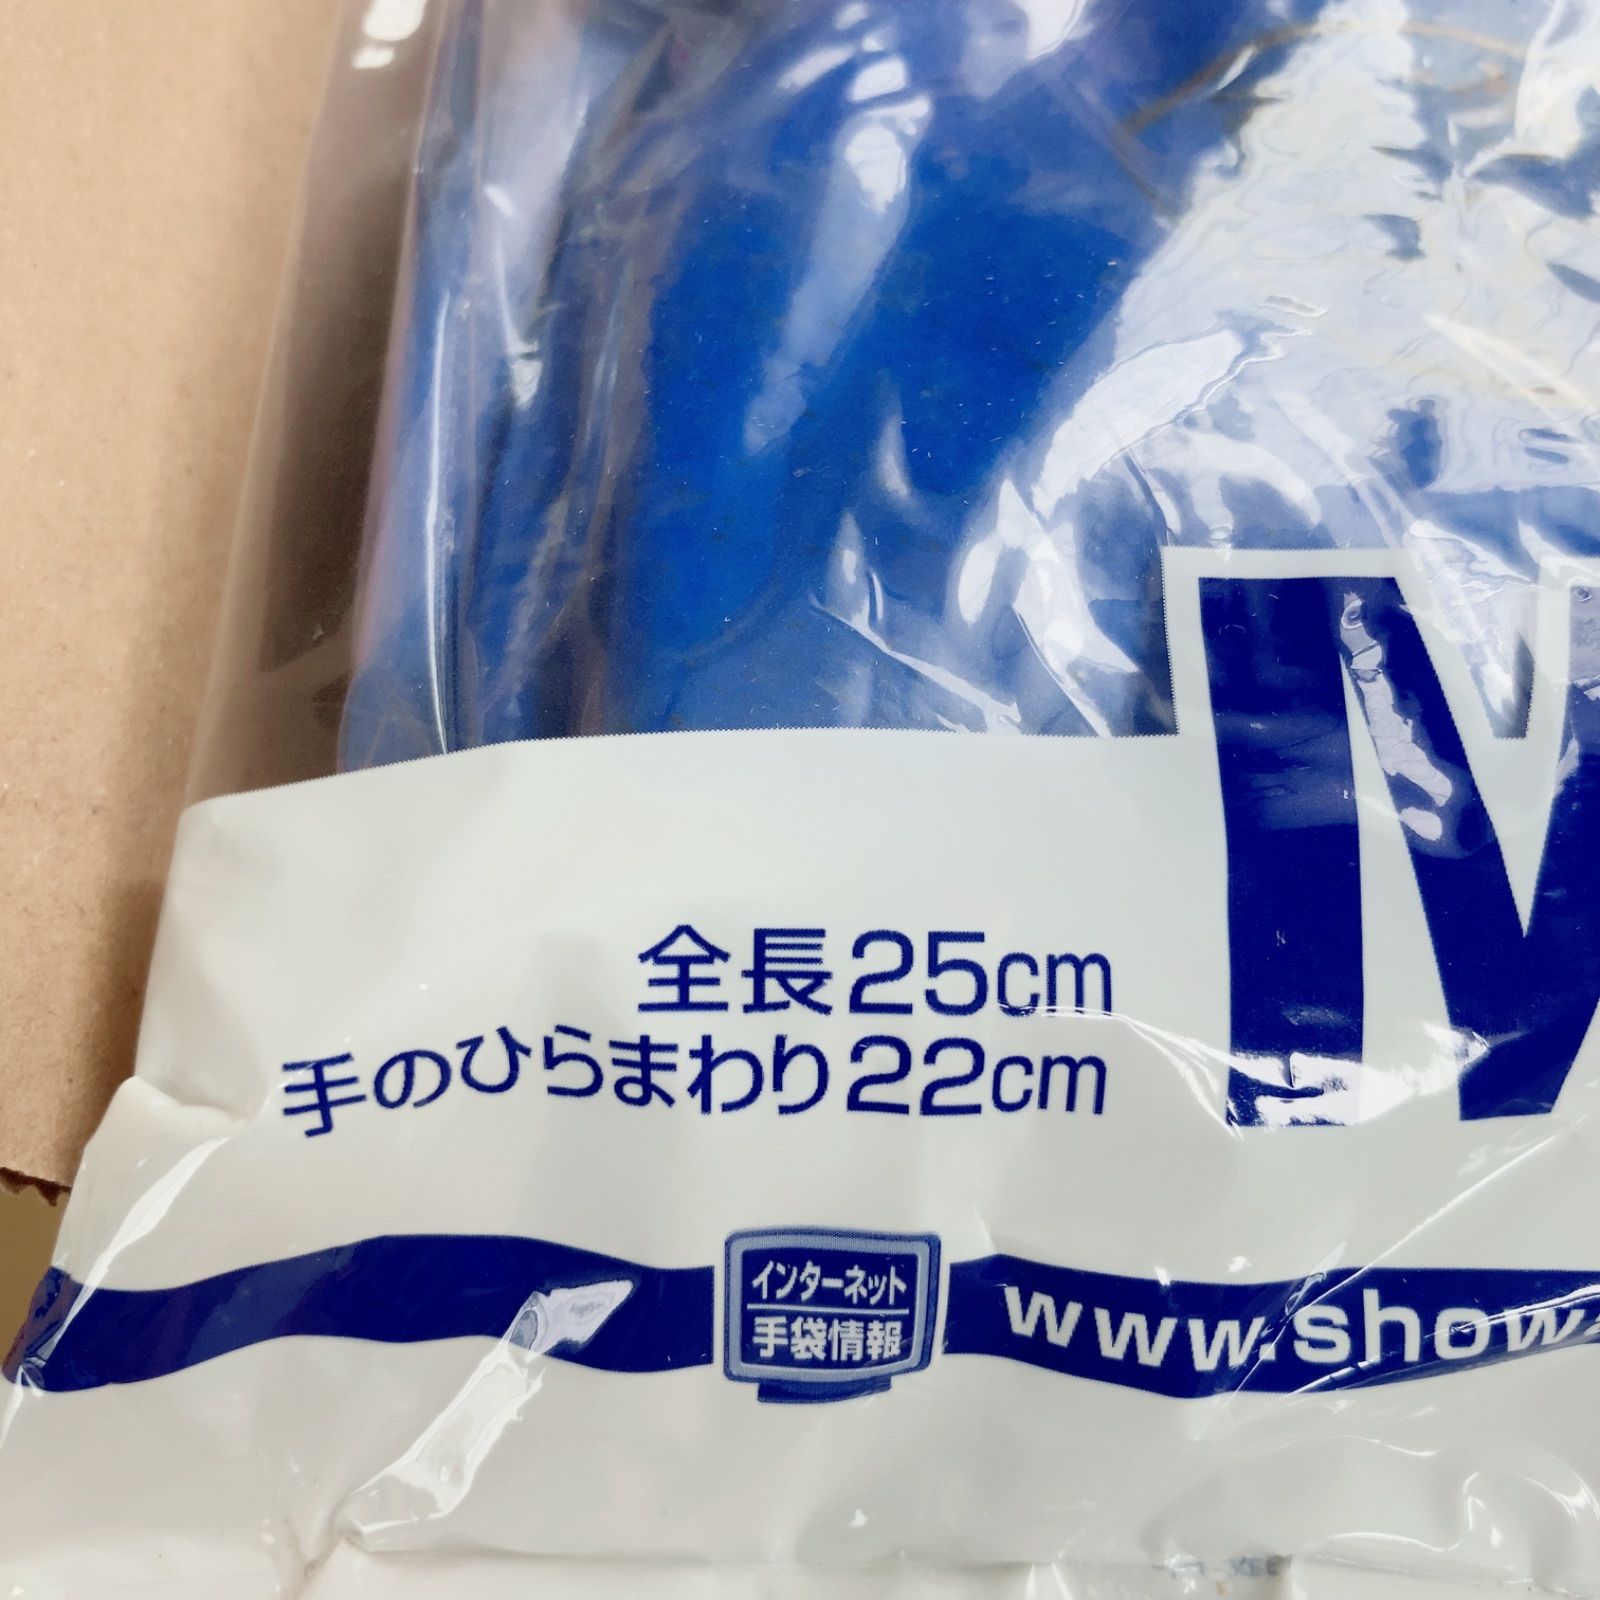 全長25cm
手のひらまわり22cm
M
インターネット
手袋情報
www.show